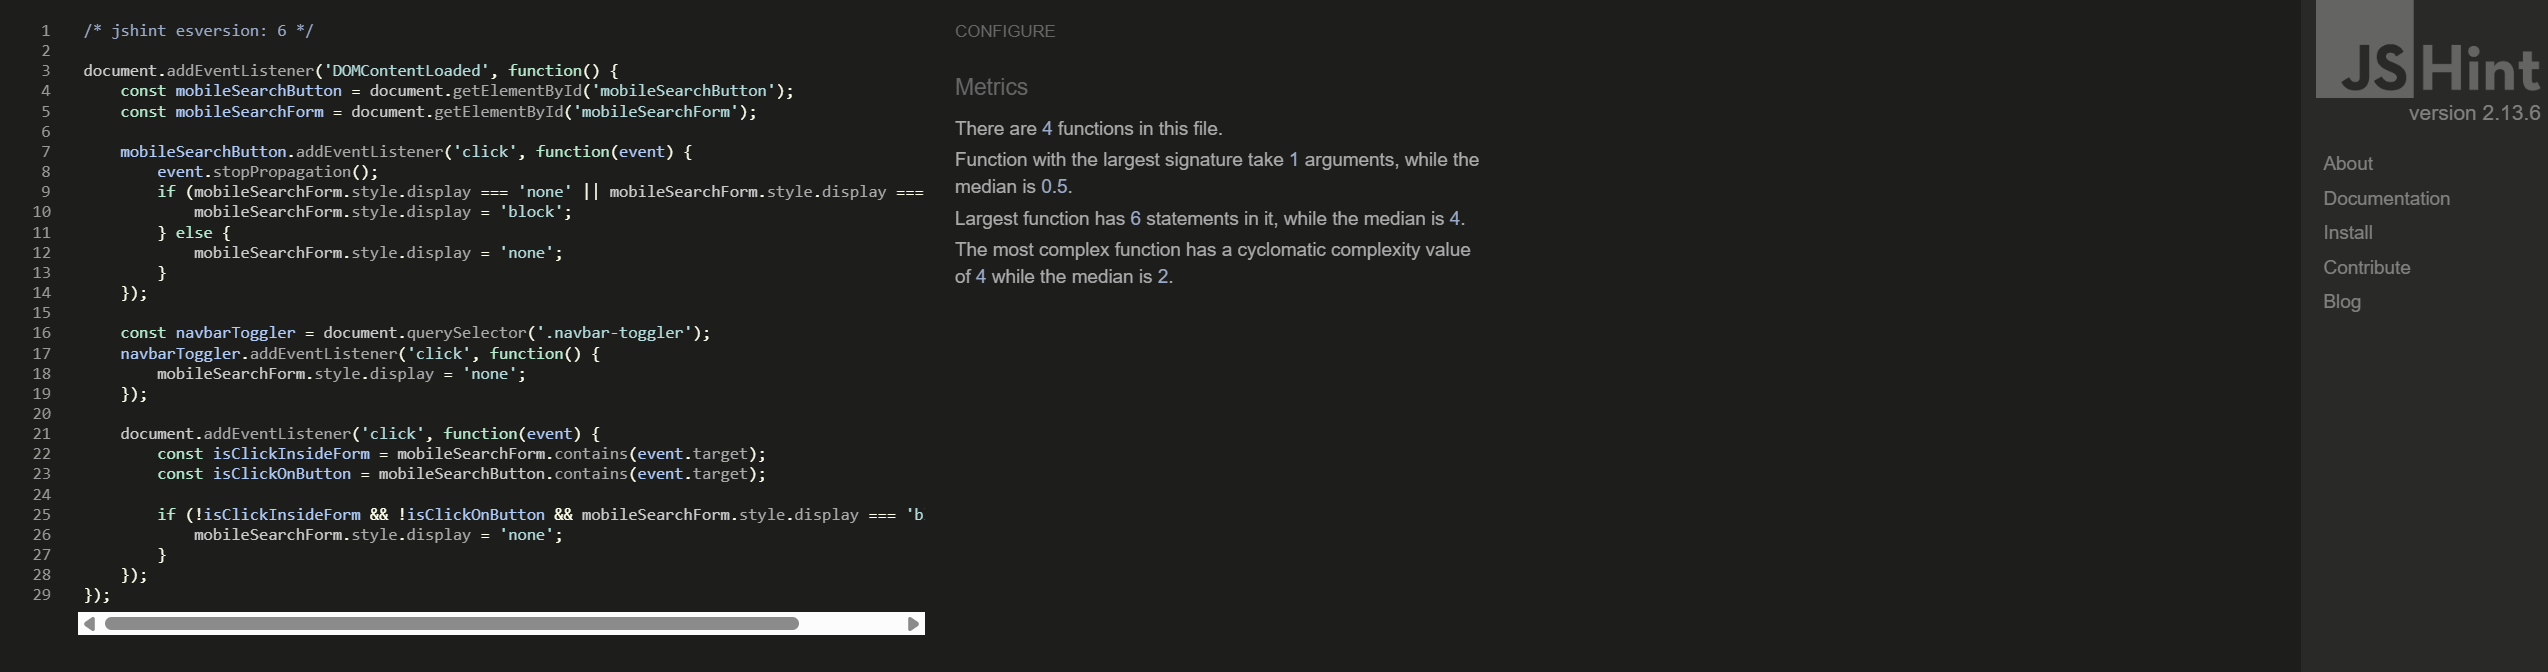 1 /* jshint esversion: 6 */
2
3 document.addEventListener('DOMContentLoaded', function() {
4 const mobileSearchButton = document.getElementById('mobileSearchButton');
5 const mobileSearchForm = document.getElementById('mobileSearchForm');
6
7 mobileSearchButton.addEventListener('click', function(event) {
8 event.stopPropagation();
9 if (mobileSearchForm.style.display === 'none' || mobileSearchForm.style.display ===
10 mobileSearchForm.style.display = 'block';
11 } else {
12 mobileSearchForm.style.display = 'none';
13 }
14 });
15
16 const navbarToggler = document.querySelector('.navbar-toggler');
17 navbarToggler.addEventListener('click', function() {
18 mobileSearchForm.style.display = 'none';
19 });
20
21 document.addEventListener('click', function(event) {
22 const isClickInsideForm = mobileSearchForm.contains(event.target);
23 const isClickOnButton = mobileSearchButton.contains(event.target);
24
25 if (!isClickInsideForm && !isClickOnButton && mobileSearchForm.style.display === 'b
26 mobileSearchForm.style.display = 'none';
27 }
28 });
29 });
CONFIGURE
Metrics
There are 4 functions in this file.
Function with the largest signature take 1 arguments, while the
median is 0.5.
Largest function has 6 statements in it, while the median is 4.
The most complex function has a cyclomatic complexity value
of 4 while the median is 2.
JSHint
version 2.13.6
About
Documentation
Install
Contribute
Blog